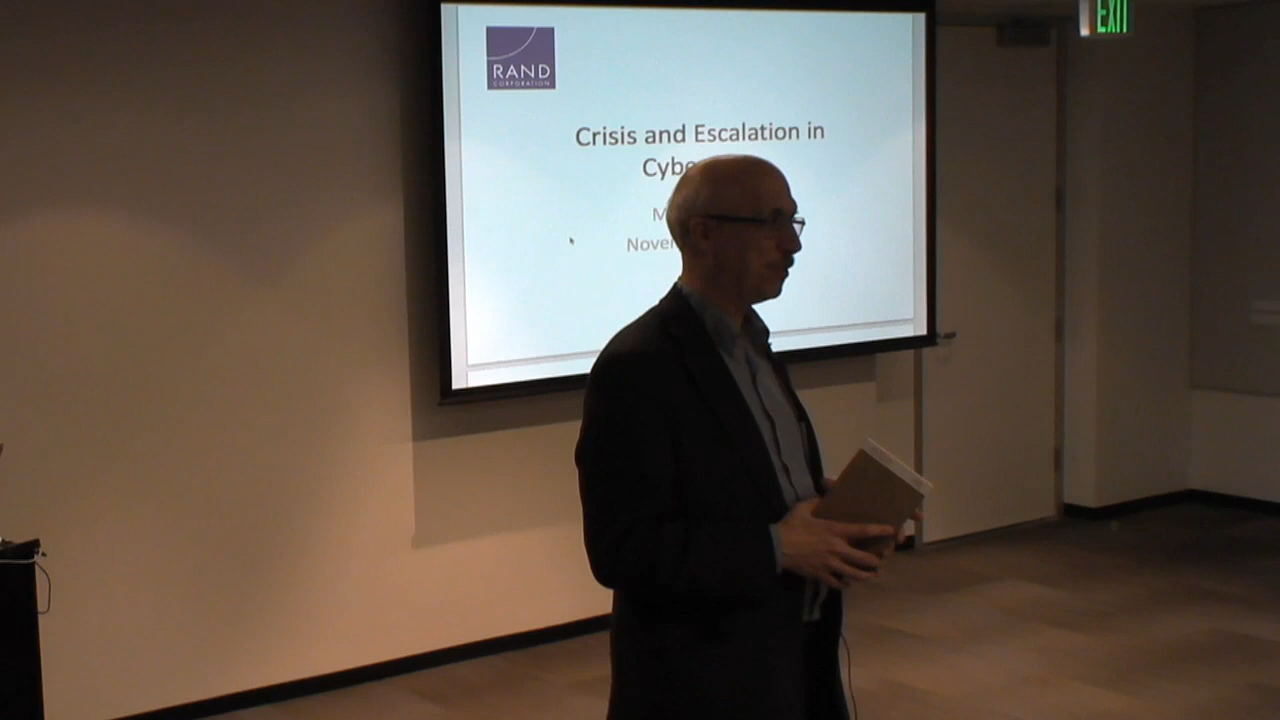 EXIT
RAND
CORPORATION
Crisis and Escalation in
Cybe
M
Nove